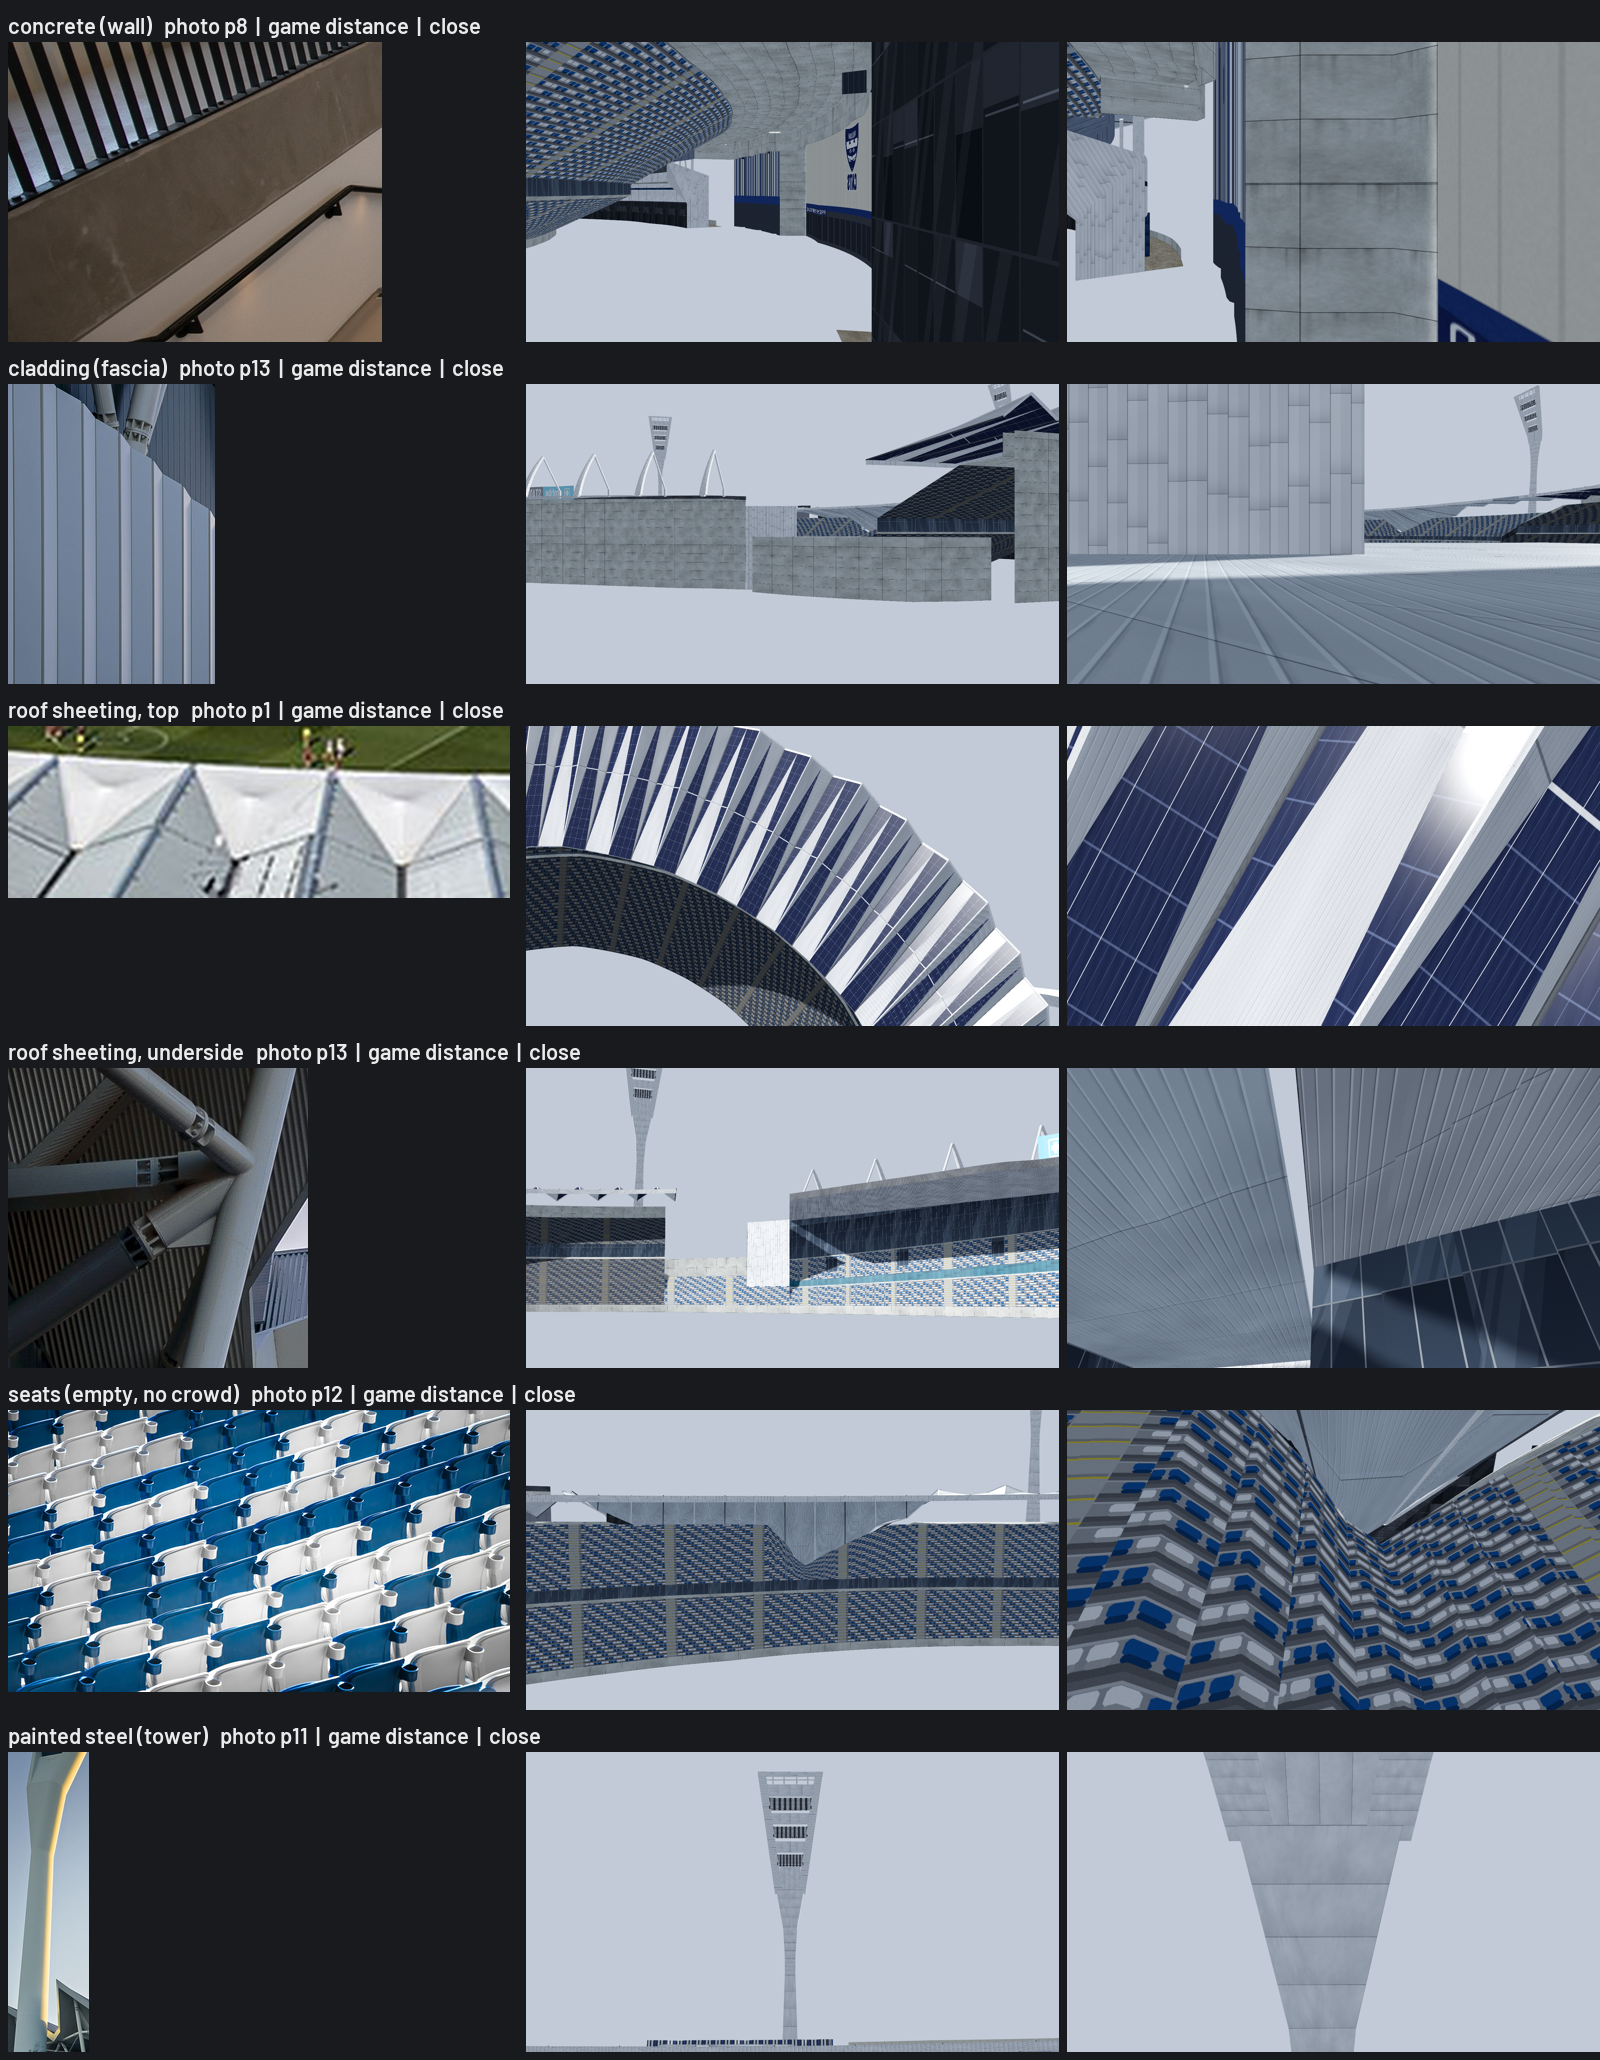 concrete (wall)  photo p8 | game distance | close
cladding (fascia)  photo p13 | game distance | close
roof sheeting, top  photo p1 | game distance | close
roof sheeting, underside  photo p13 | game distance | close
seats (empty, no crowd)  photo p12 | game distance | close
painted steel (tower)  photo p11 | game distance | close